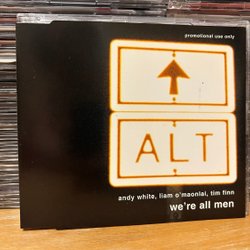 promotional use only
ALT
andy white, liam o'maonlai, tim finn
we're all men